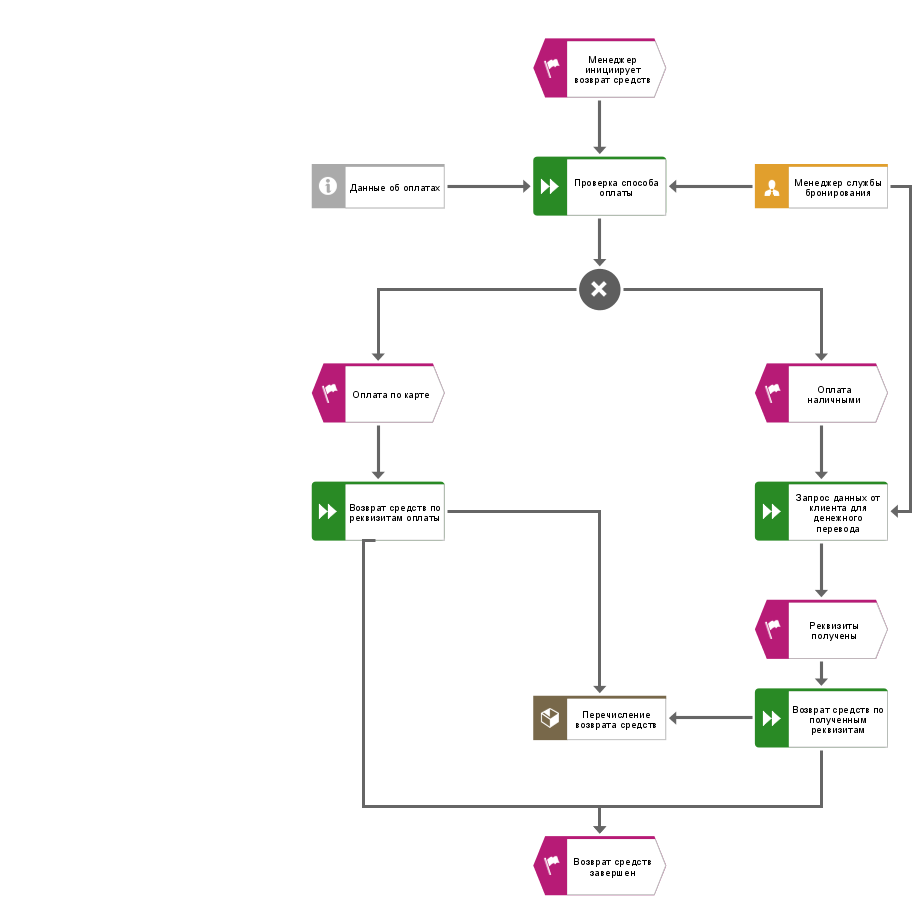 Менеджер
инициирует
возврат средств
Данные об оплатах
Проверка способа
оплаты
Менеджер службы
бронирования
Оплата по карте
Оплата
наличными
Возврат средств по
реквизитам оплаты
Запрос данных от
клиента для
денежного
перевода
Реквизиты
получены
Перечисление
возврата средств
Возврат средств по
полученным
реквизитам
Возврат средств
завершен